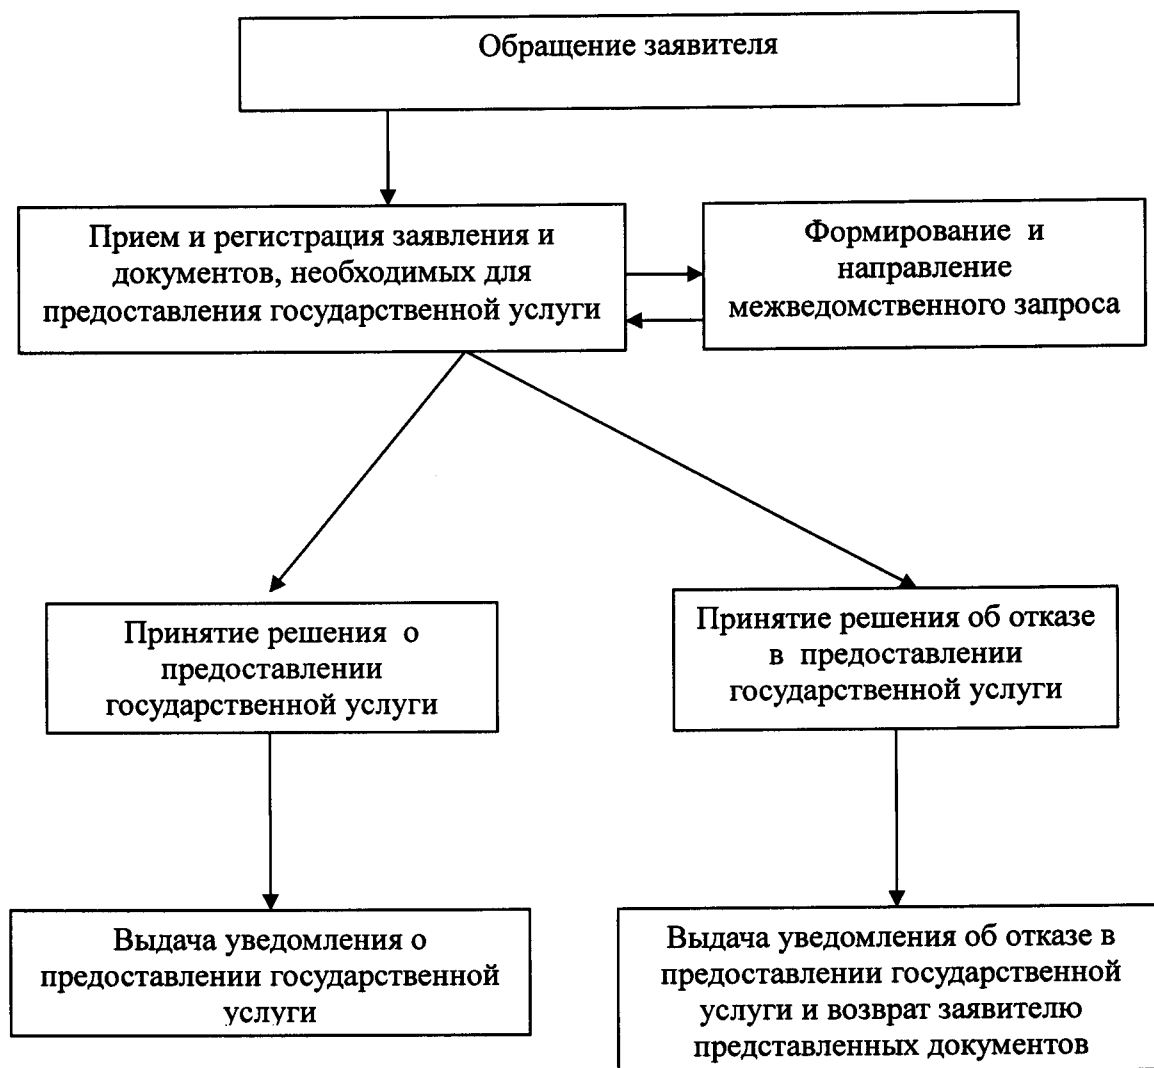 Обращение заявителя
Прием и регистрация заявления и
документов, необходимых для
предоставления государственной услуги
Формирование и
направление
межведомственного запроса
Принятие решения о
предоставлении
государственной услуги
Принятие решения об отказе
в предоставлении
государственной услуги
Выдача уведомления о
предоставлении государственной
услуги
Выдача уведомления об отказе в
предоставлении государственной
услуги и возврат заявителю
представленных документов